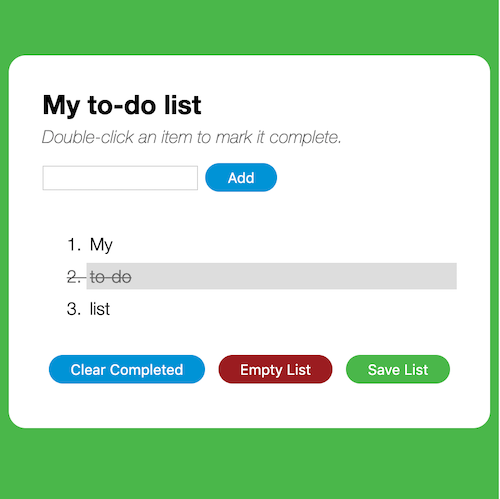 My to-do list
Double-click an item to mark it complete.
Add
1. My
2. to-do
3. list
Clear Completed Empty List Save List